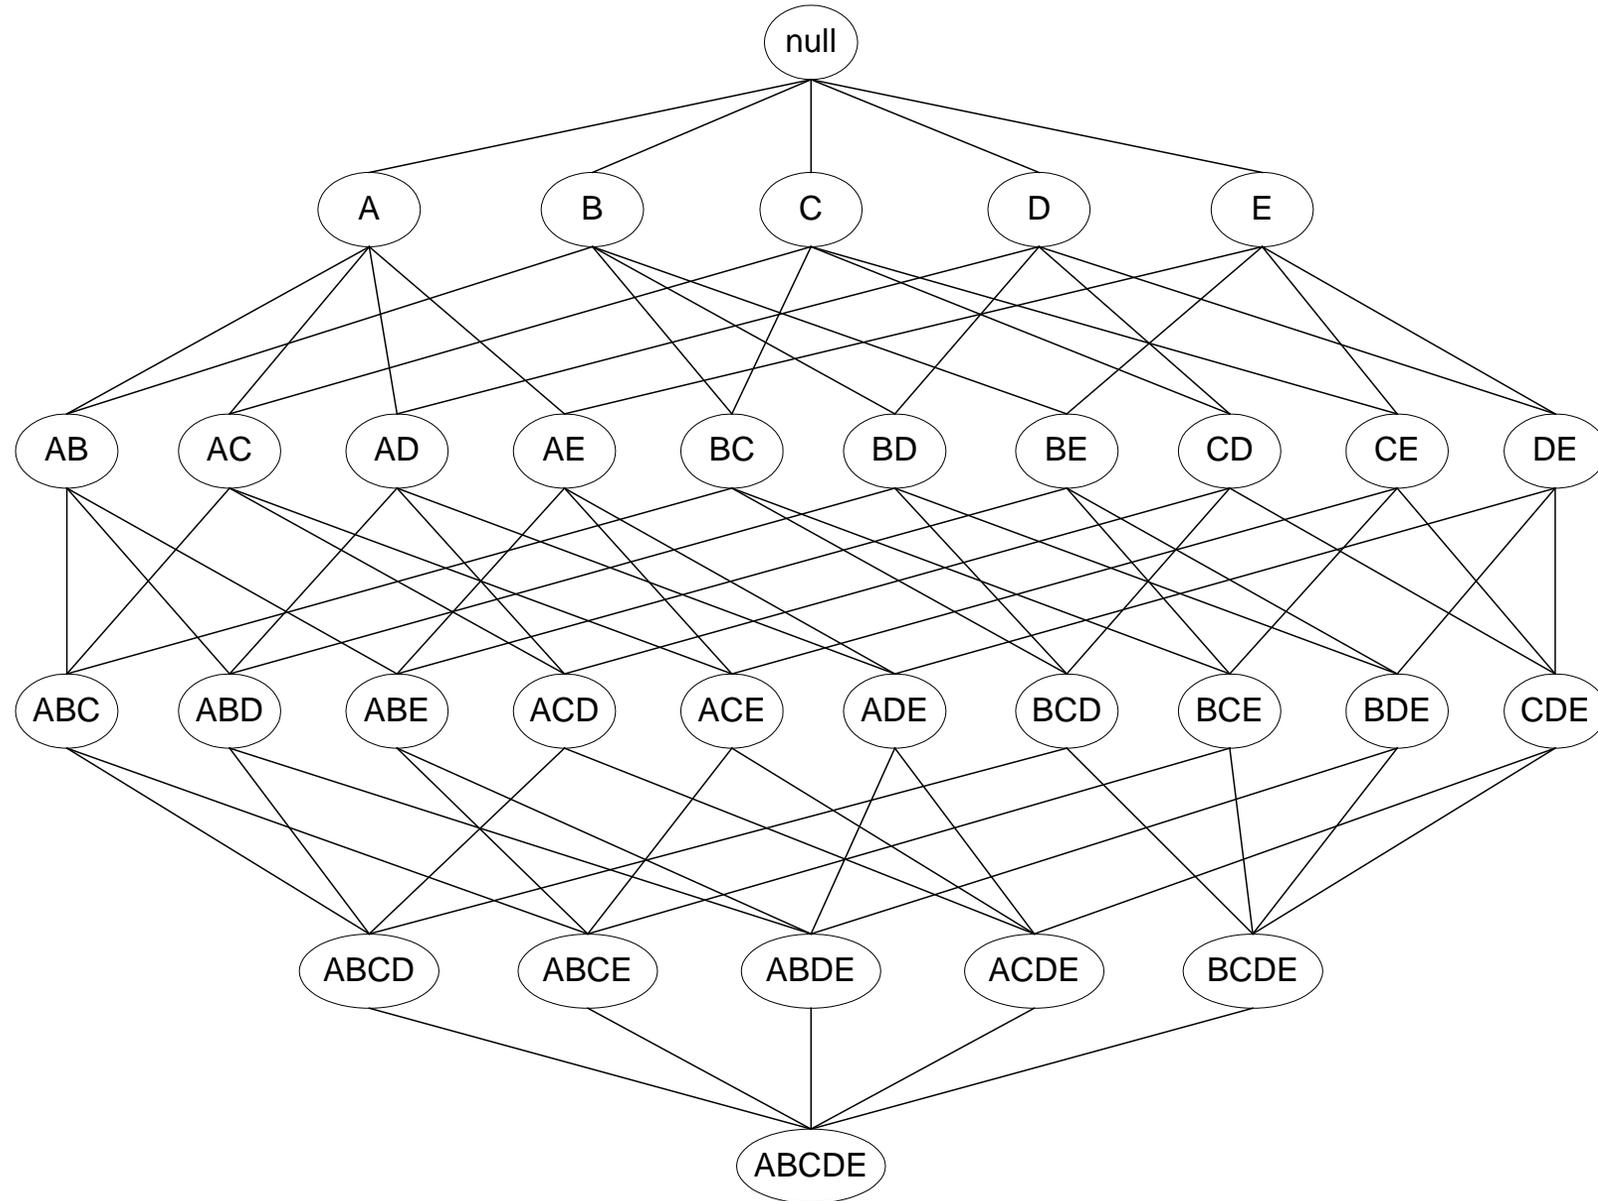 null
A B C D E
AB AC AD AE BC BD BE CD CE DE
ABC ABD ABE ACD ACE ADE BCD BCE BDE CDE
ABCD ABCE ABDE ACDE BCDE
ABCDE